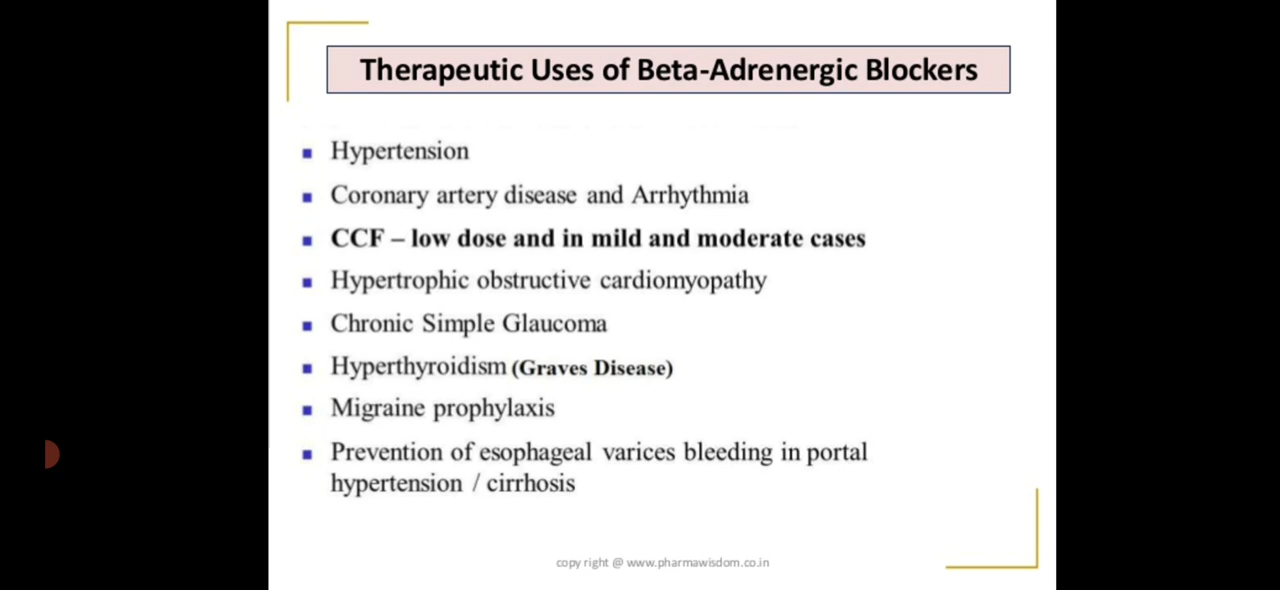 Therapeutic Uses of Beta-Adrenergic Blockers
Hypertension
Coronary artery disease and Arrhythmia
CCF – low dose and in mild and moderate cases
Hypertrophic obstructive cardiomyopathy
Chronic Simple Glaucoma
Hyperthyroidism (Graves Disease)
Migraine prophylaxis
Prevention of esophageal varices bleeding in portal
hypertension / cirrhosis
copy right @ www.pharmawisdom.co.in